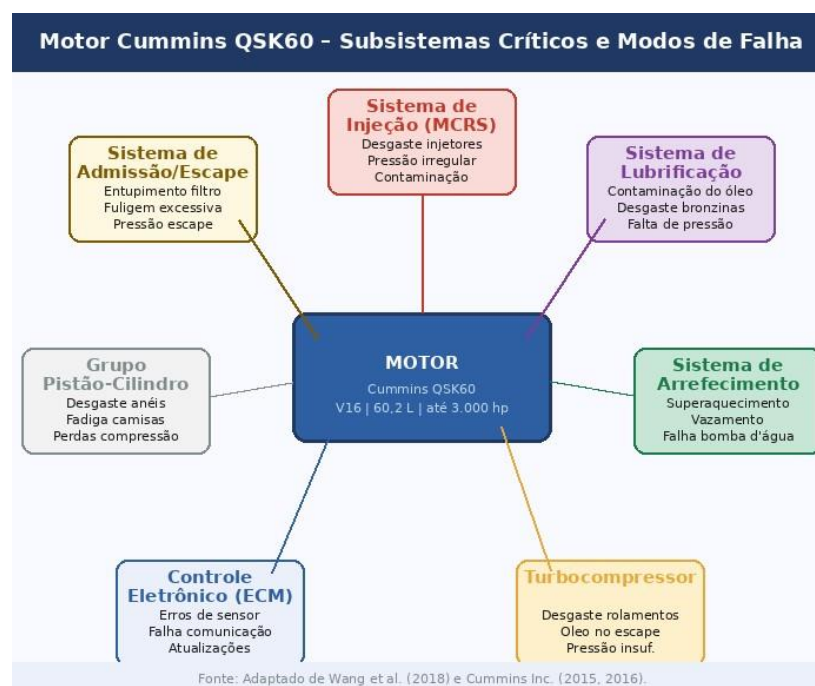 Motor Cummins QSK60 – Subsistemas Críticos e Modos de Falha
Sistema de
Injeção (MCRS)
Desgaste injetores
Pressão irregular
Contaminação
Sistema de
Admissão/Escape
Entupimento filtro
Fuligem excessiva
Pressão escape
Sistema de
Lubrificação
Contaminação do óleo
Desgaste bronzinas
Falta de pressão
MOTOR
Cummins QSK60
V16 | 60,2 L | até 3.000 hp
Grupo
Pistão-Cilindro
Desgaste anéis
Fadiga camisas
Perdas compressão
Sistema de
Arrefecimento
Superaquecimento
Vazamento
Falha bomba d'água
Controle
Eletrônico (ECM)
Erros de sensor
Falha comunicação
Atualizações
Turbocompressor
Desgaste rolamentos
Oleo no escape
Pressão insuf.
Fonte: Adaptado de Wang et al. (2018) e Cummins Inc. (2015, 2016).